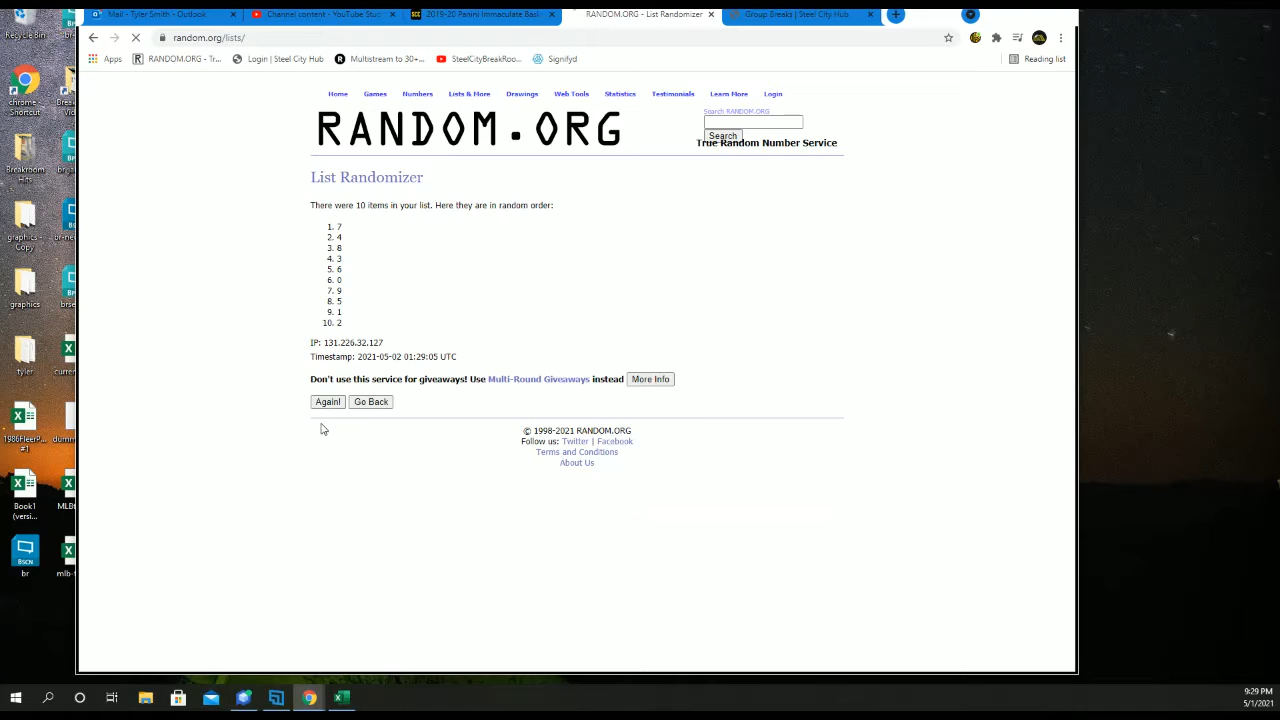 Mail - Tyler Smith - Outlook
Channel content - YouTube Stud
2019-20 Panini Immaculate Bask
RANDOM.ORG - List Randomizer
Group Breaks | Steel City Hub
random.org/lists/
Apps
RANDOM.ORG - Tr...
Login | Steel City Hub
Multistream to 30+...
SteelCityBreakRoo...
Signifyd
Reading list
Home Games Numbers Lists & More Drawings Web Tools Statistics Testimonials Learn More Login
RANDOM.ORG
Search RANDOM.ORG
Search
True Random Number Service
List Randomizer
There were 10 items in your list. Here they are in random order:
1. 7
2. 4
3. 8
4. 3
5. 6
6. 0
7. 9
8. 5
9. 1
10. 2
IP: 131.226.32.127
Timestamp: 2021-05-02 01:29:05 UTC
Don't use this service for giveaways! Use Multi-Round Giveaways instead More Info
Again! Go Back
© 1998-2021 RANDOM.ORG
Follow us: Twitter | Facebook
Terms and Conditions
About Us
Recycle Bin
chrome -
shortcut
Breakroom
Hits
graphics -
Copy
graphics
tyler
1986FleerP...
#1
Book1
(versi...
BSCN
br
9:29 PM
5/1/2021